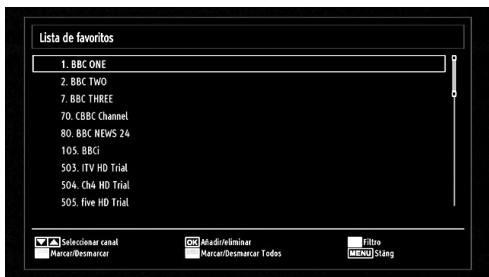 Lista de favoritos
1. BBC ONE
2. BBC TWO
7. BBC THREE
70. CBBC Channel
80. BBC NEWS 24
105. BBCi
503. ITV HD Trial
504. Ch4 HD Trial
505. five HD Trial
Seleccionar canal OK Añadir/eliminar Filtro
Marcar/Desmarcar Marcar/Desmarcar Todos MENU Stäng